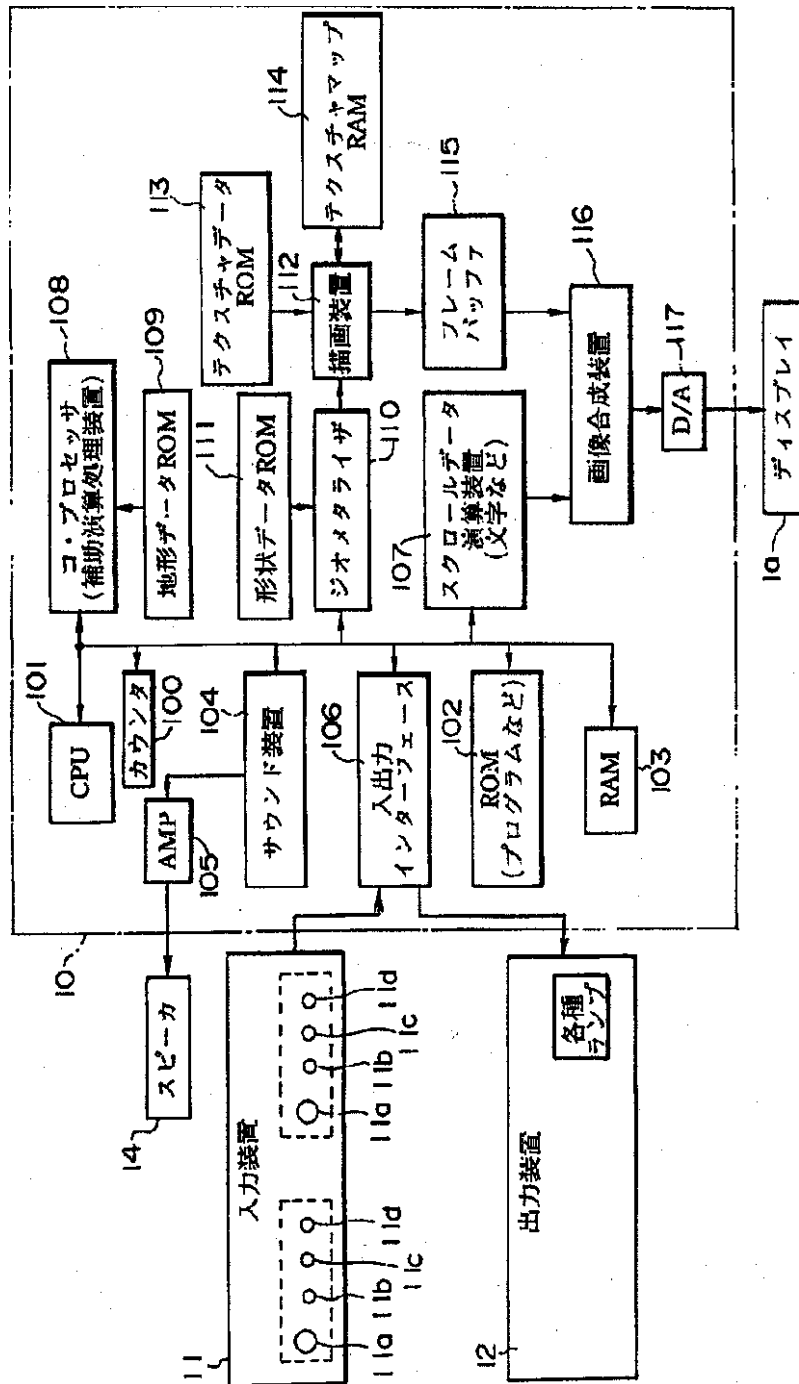 10
101
CPU
カウンタ
100
AMP
105
スピーカ
14
104
サウンド装置
106
入出力
インターフェース
102
ROM
(プログラムなど)
RAM
103
コ・プロセッサ
(補助演算処理装置)
108
地形データROM
109
形状データROM
111
ジオメタライザ
110
107
スクロールデータ
演算装置
(文字など)
テクスチャデータ
ROM
113
112
描画装置
114
テクスチャマップ
RAM
フレーム
バッファ
115
画像合成装置
116
D/A
117
ディスプレイ
1a
11
入力装置
11a
11b
11c
11d
11a
11b
11c
11d
12
出力装置
各種
ランプ